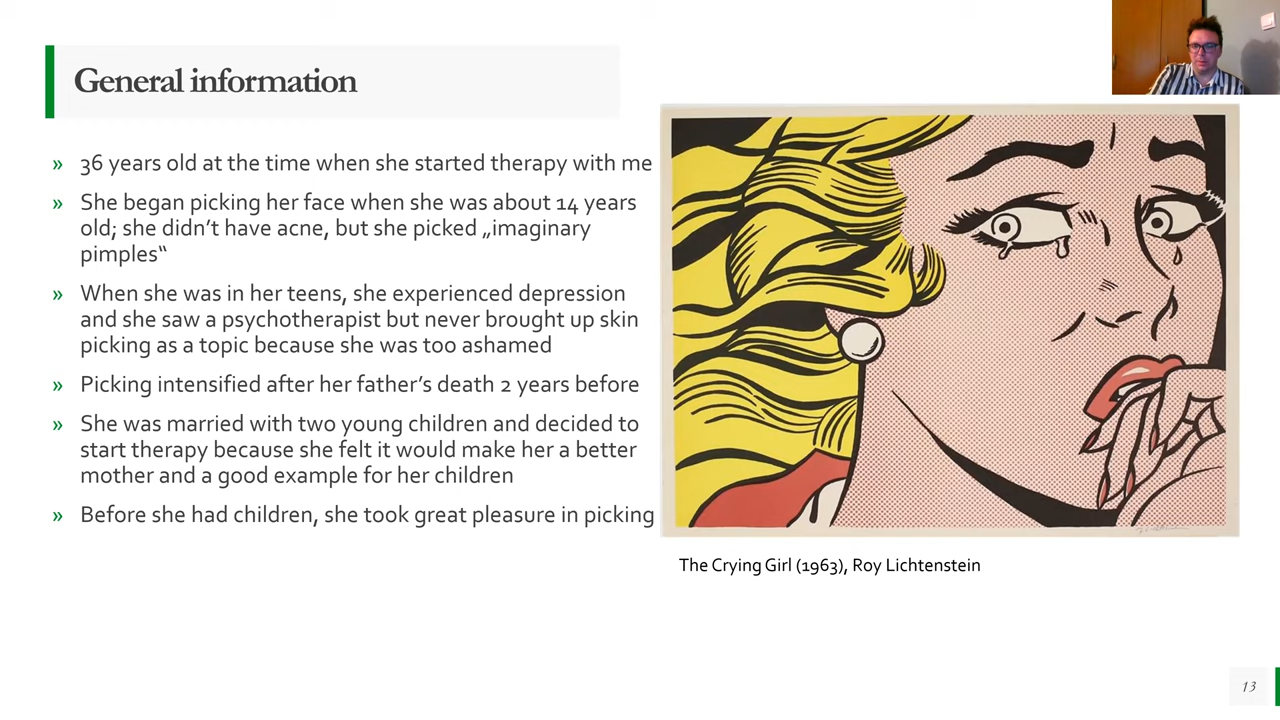 General information
» 36 years old at the time when she started therapy with me
» She began picking her face when she was about 14 years
old; she didn't have acne, but she picked „imaginary
pimples“
» When she was in her teens, she experienced depression
and she saw a psychotherapist but never brought up skin
picking as a topic because she was too ashamed
» Picking intensified after her father's death 2 years before
» She was married with two young children and decided to
start therapy because she felt it would make her a better
mother and a good example for her children
» Before she had children, she took great pleasure in picking
The Crying Girl (1963), Roy Lichtenstein
13